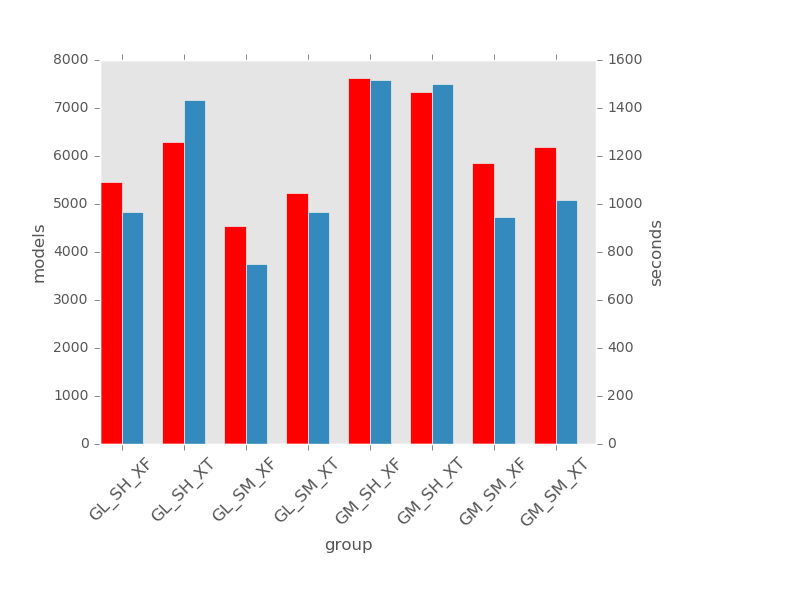 8000
7000
6000
5000
4000
3000
2000
1000
0
models
1600
1400
1200
1000
800
600
400
200
0
seconds
GL_SH_XF
GL_SH_XT
GL_SM_XF
GL_SM_XT
GM_SH_XF
GM_SH_XT
GM_SM_XF
GM_SM_XT
group